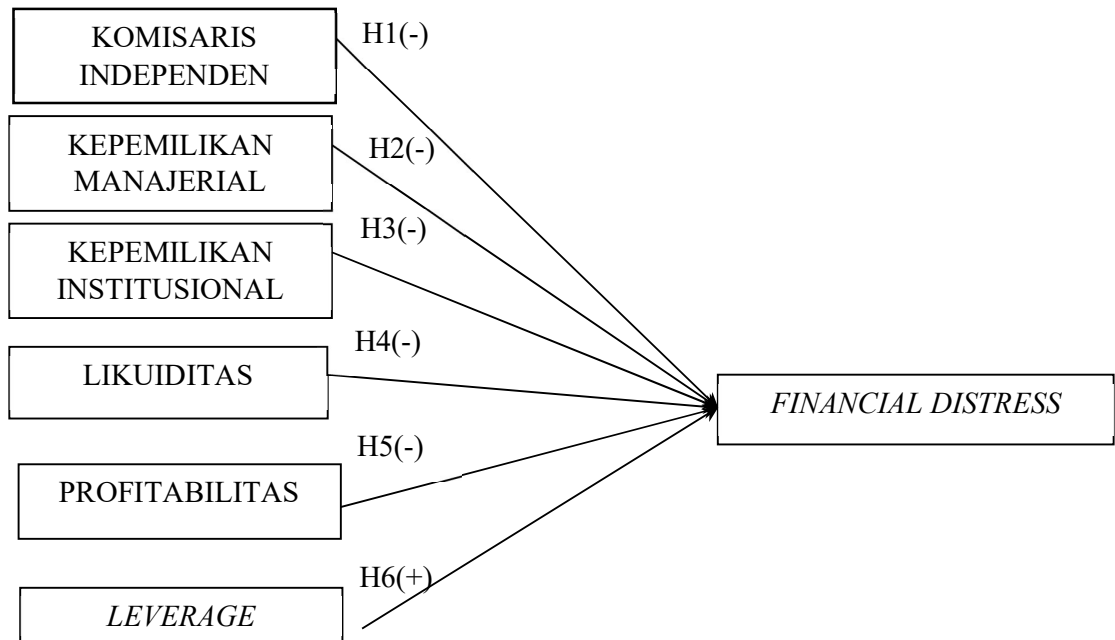 KOMISARIS
INDEPENDEN
H1(-)
KEPEMILIKAN
MANAJERIAL
H2(-)
KEPEMILIKAN
INSTITUSIONAL
H3(-)
LIKUIDITAS
H4(-)
FINANCIAL DISTRESS
PROFITABILITAS
H5(-)
LEVERAGE
H6(+)